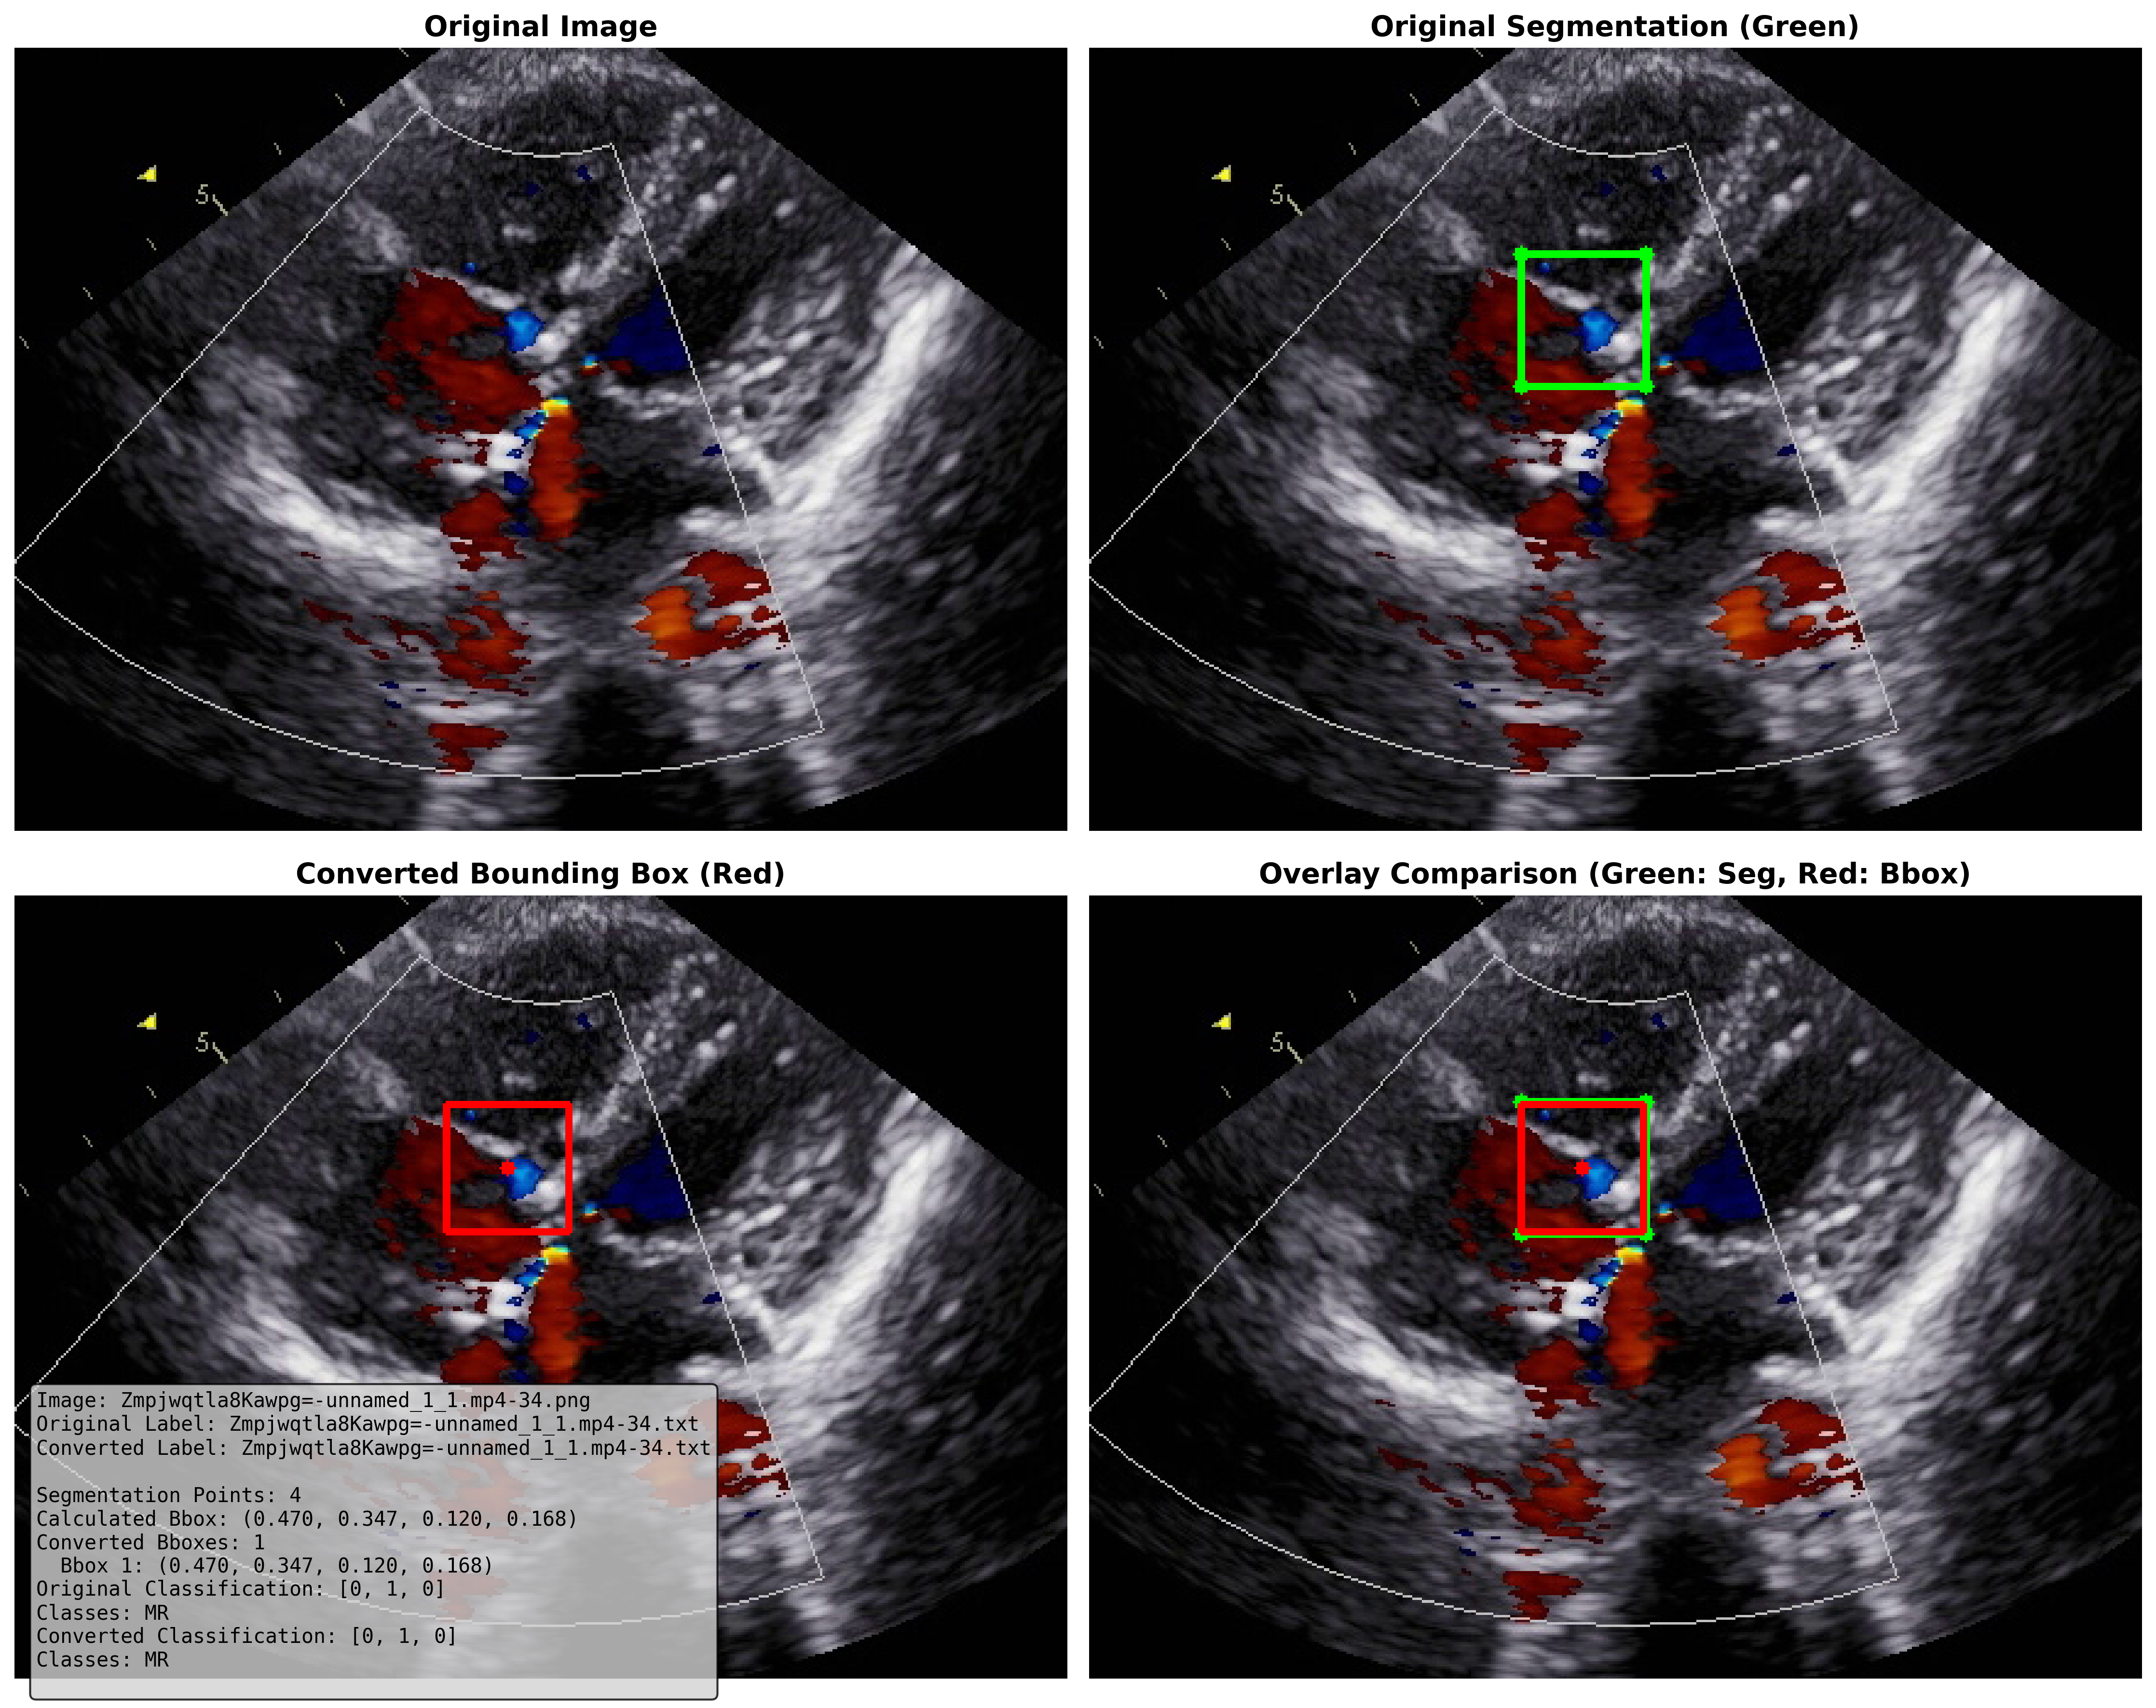 Original Image
Original Segmentation (Green)
5
5
Converted Bounding Box (Red)
Overlay Comparison (Green: Seg, Red: Bbox)
5
5
Image: Zmpjwqtla8Kawpg=-unnamed_1_1.mp4-34.png
Original Label: Zmpjwqtla8Kawpg=-unnamed_1_1.mp4-34.txt
Converted Label: Zmpjwqtla8Kawpg=-unnamed_1_1.mp4-34.txt
Segmentation Points: 4
Calculated Bbox: (0.470, 0.347, 0.120, 0.168)
Converted Bboxes: 1
Bbox 1: (0.470, 0.347, 0.120, 0.168)
Original Classification: [0, 1, 0]
Classes: MR
Converted Classification: [0, 1, 0]
Classes: MR